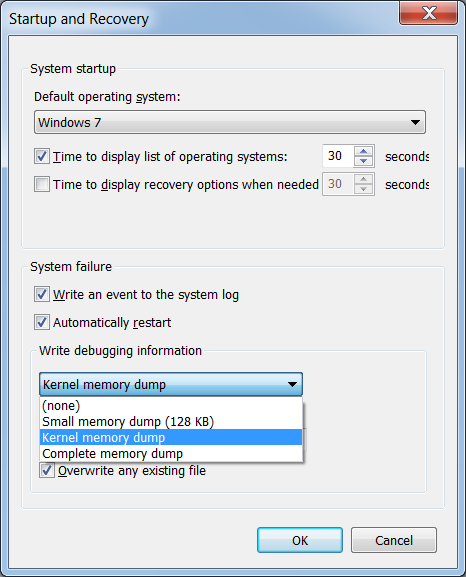 Startup and Recovery
System startup
Default operating system:
Windows 7
Time to display list of operating systems: 30 seconds
Time to display recovery options when needed 30 seconds
System failure
Write an event to the system log
Automatically restart
Write debugging information
Kernel memory dump
(none)
Small memory dump (128 KB)
Kernel memory dump
Complete memory dump
Overwrite any existing file
OK Cancel